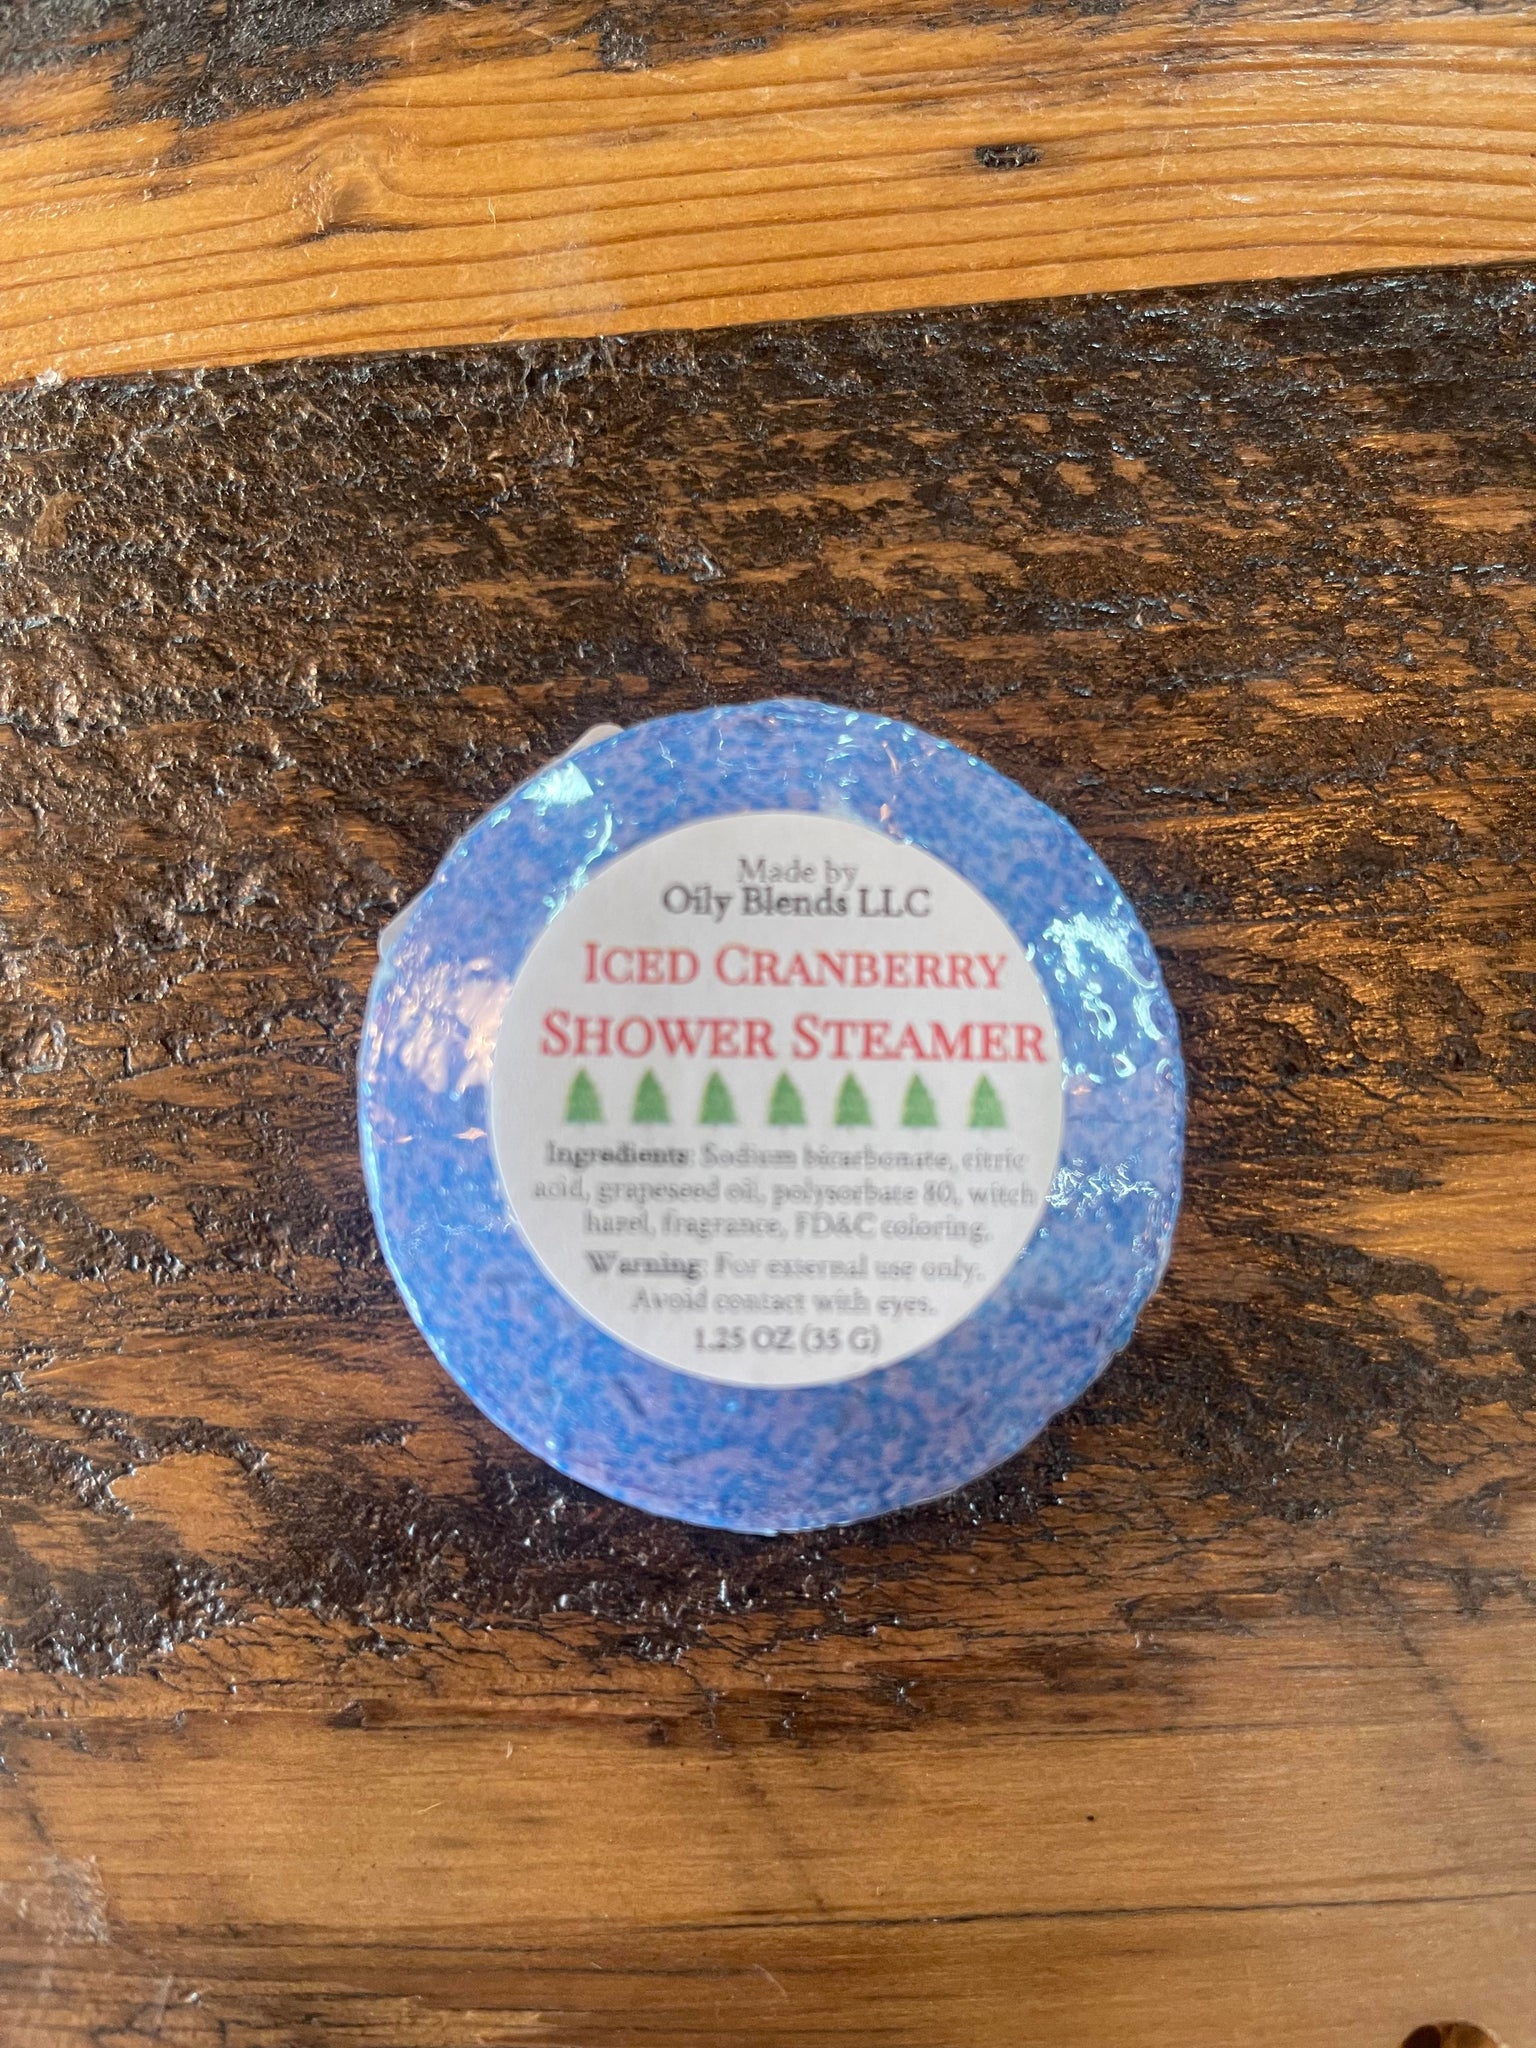 Made by
Oily Blends LLC
ICED CRANBERRY
SHOWER STEAMER
Ingredients: Sodium bicarbonate, citric
acid, grapeseed oil, polysorbate 80, witch
hazel, fragrance, FD&C coloring.
Warning: For external use only.
Avoid contact with eyes.
1.25 OZ (35 G)